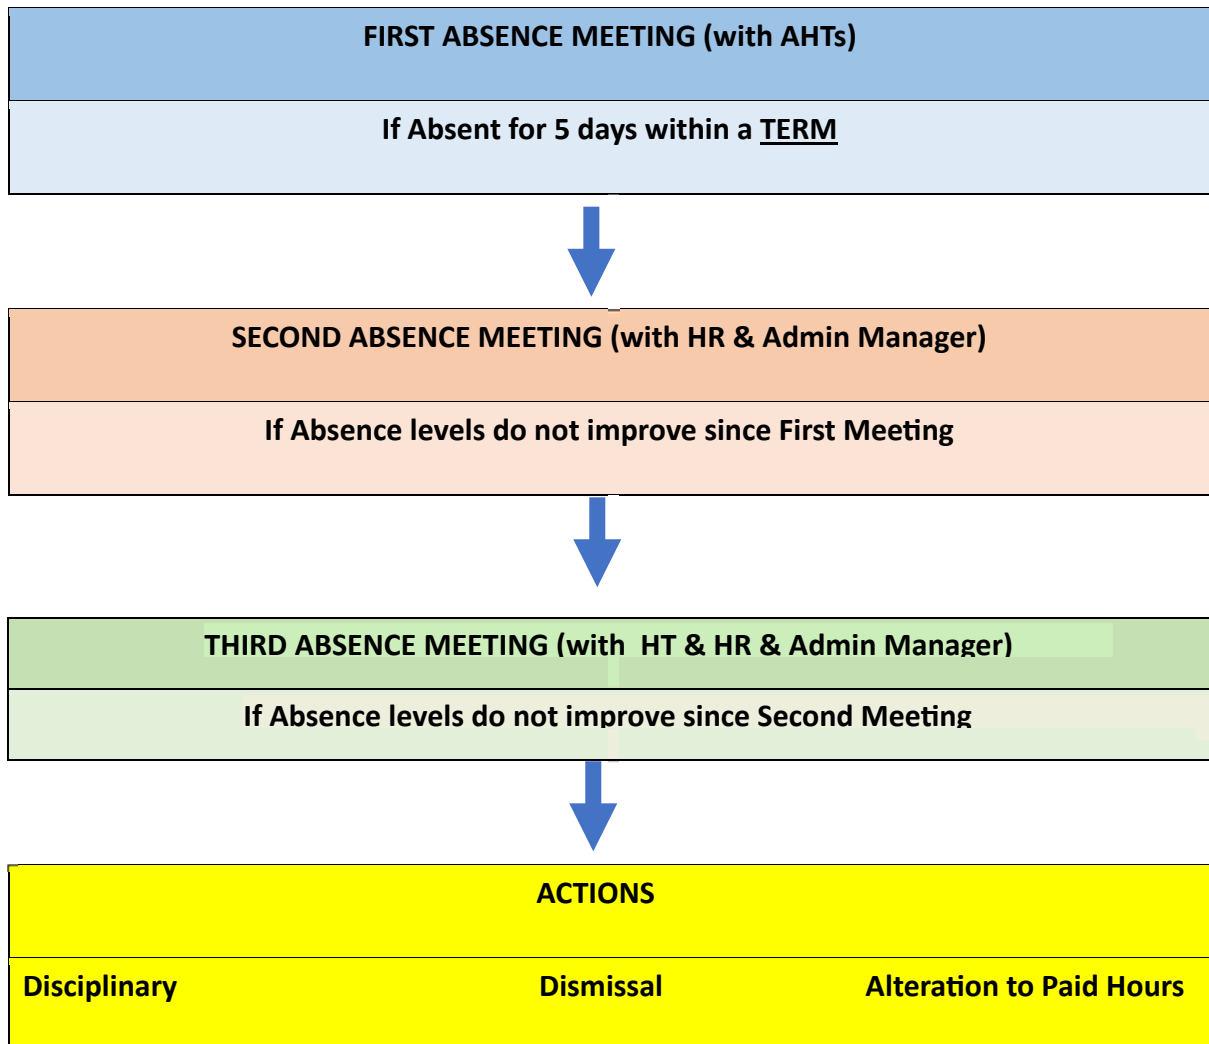 FIRST ABSENCE MEETING (with AHTs)
If Absent for 5 days within a TERM
SECOND ABSENCE MEETING (with HR & Admin Manager)
If Absence levels do not improve since First Meeting
THIRD ABSENCE MEETING (with  HT & HR & Admin Manager)
If Absence levels do not improve since Second Meeting
ACTIONS
Disciplinary Dismissal Alteration to Paid Hours